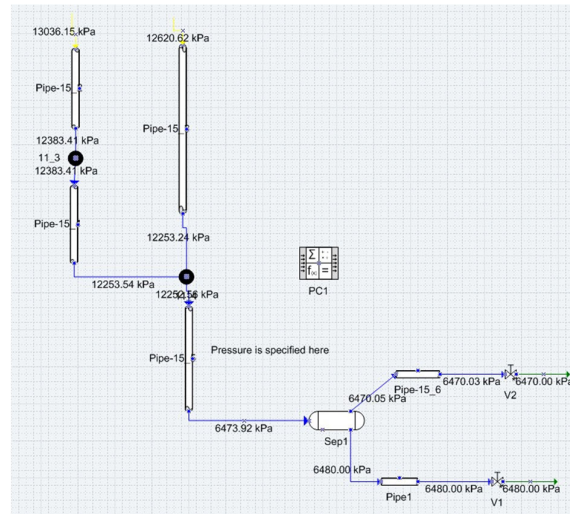 13036.15 kPa
12620.62 kPa
Pipe-15
Pipe-15
12383.41 kPa
11_3
12383.41 kPa
Pipe-15
12253.24 kPa
Σ ::
f∞ =
PC1
12253.54 kPa
kPa
Pipe-15
Pressure is specified here
6470.03 kPa
6470.00 kPa
Pipe-15_6
V2
6470.05 kPa
6473.92 kPa
Sep1
6480.00 kPa
6480.00 kPa
6480.00 kPa
Pipe1
V1